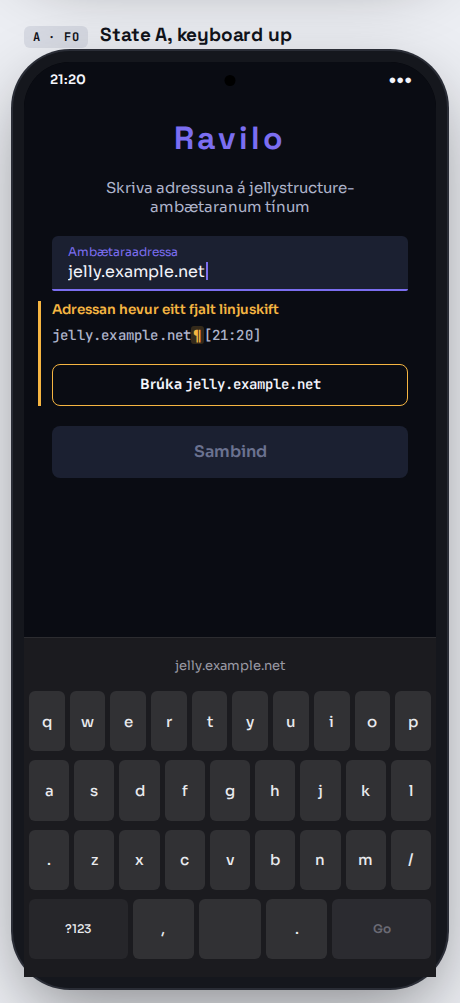 A · FO State A, keyboard up
21:20
Ravilo
Skriva adressuna á jellystructure-
ambætaranum tínum
Ambætaraadressa
jelly.example.net
Adressan hevur eitt fjalt linjuskift
jelly.example.net¶[21:20]
Brúka jelly.example.net
Sambind
jelly.example.net
q w e r t y u i o p
a s d f g h j k l
. z x c v b n m /
?123 , . Go